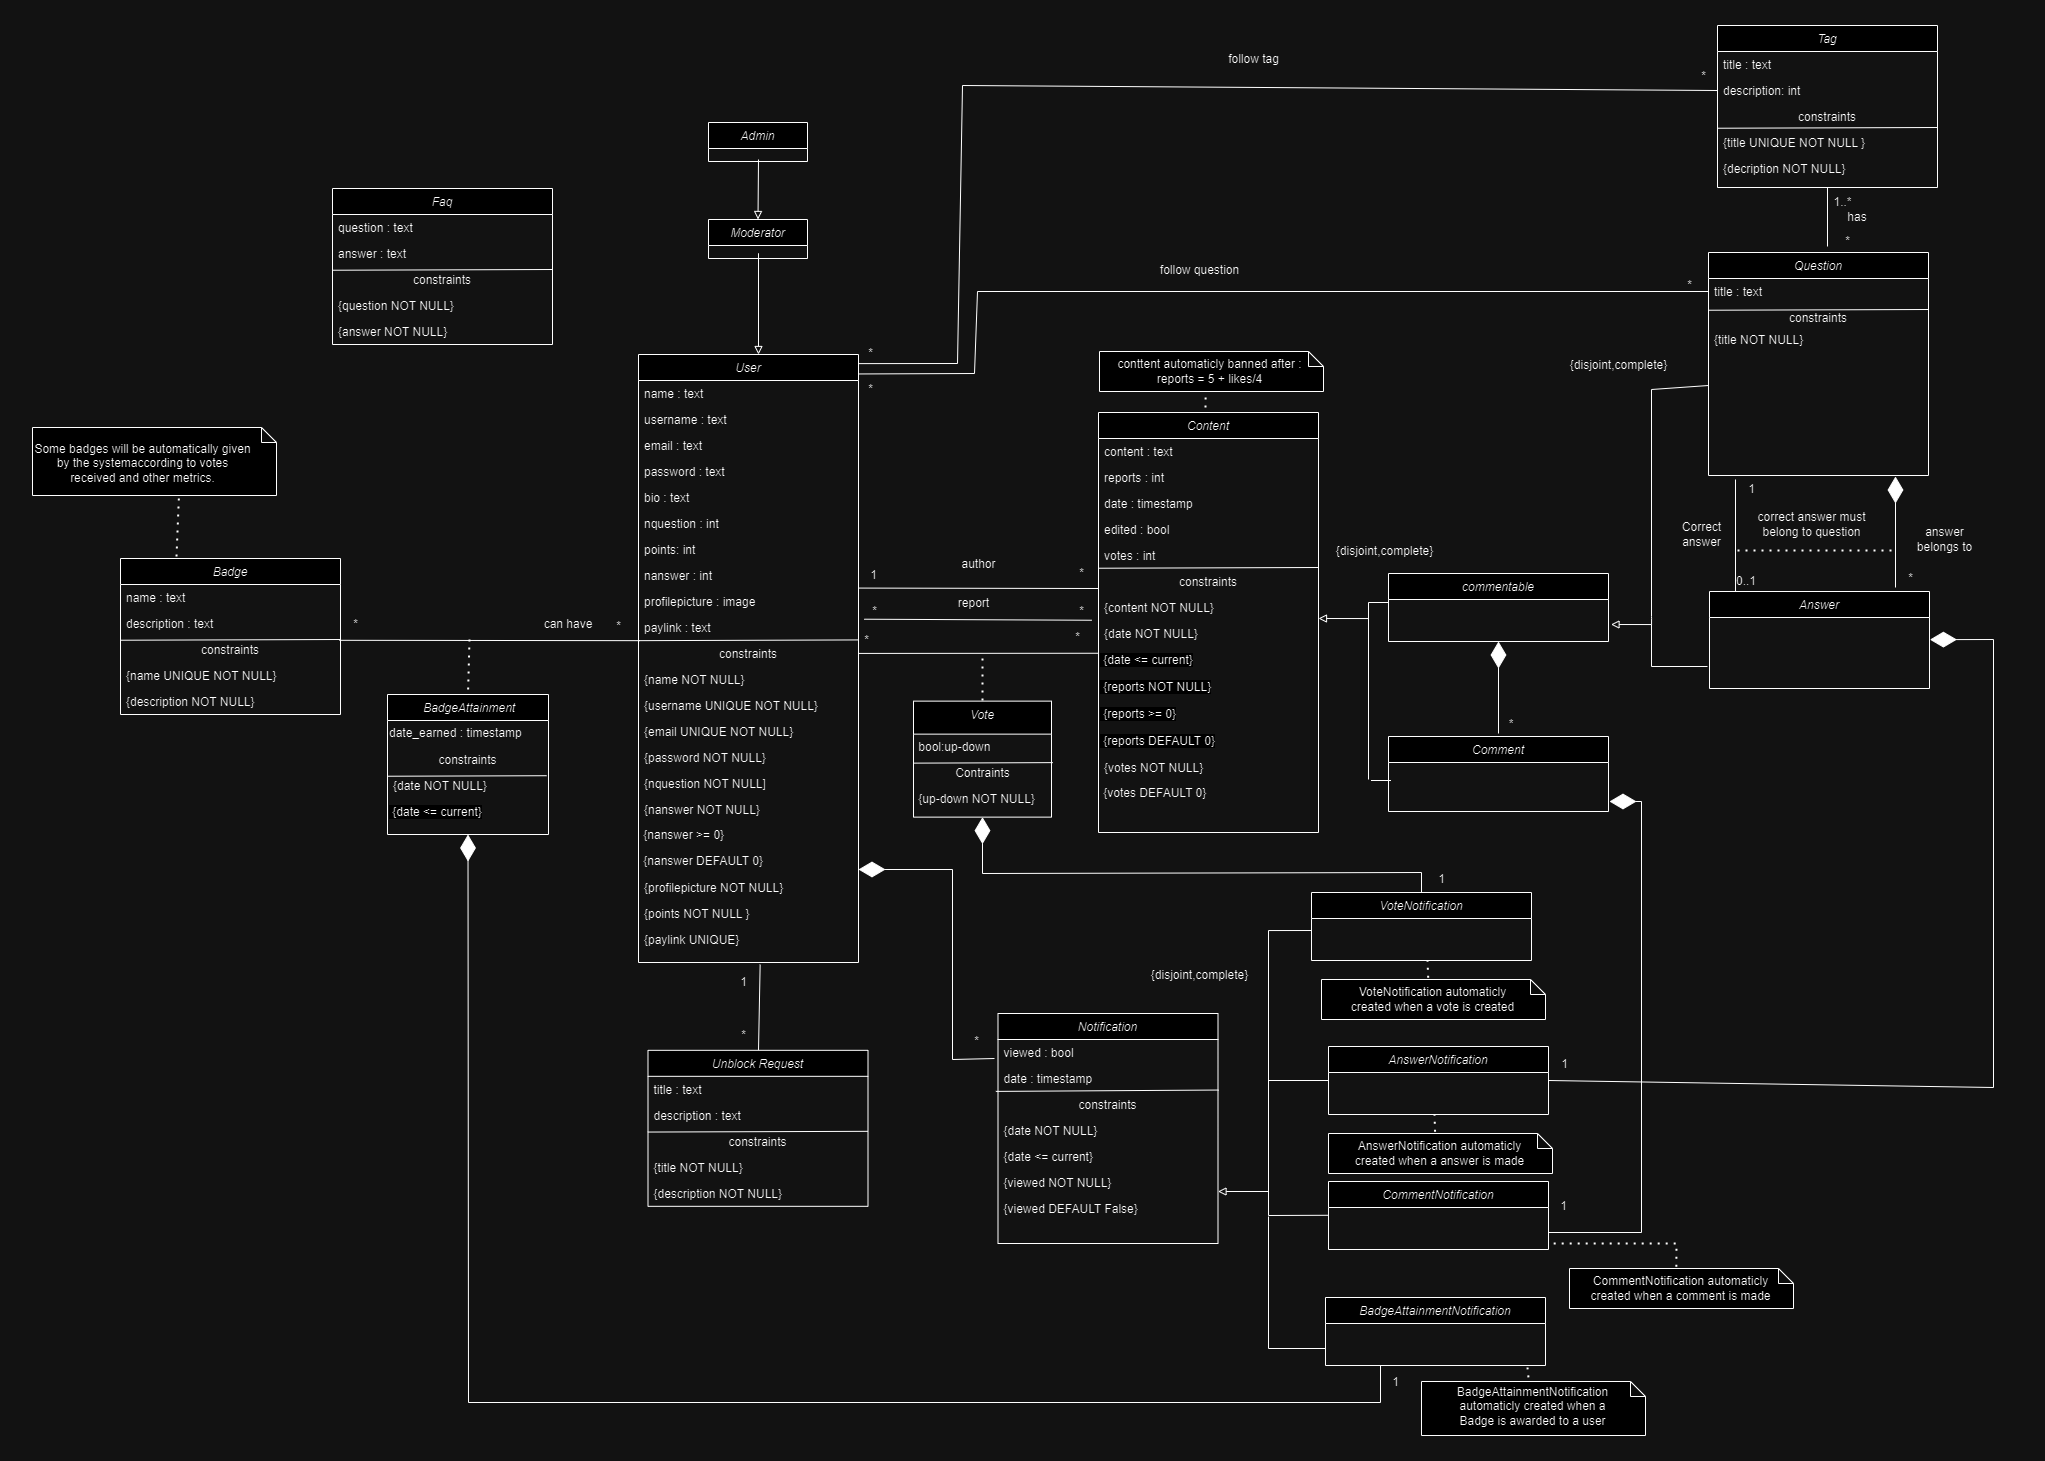 Tag
title : text
description: int
constraints
{title UNIQUE NOT NULL }
{decription NOT NULL}
follow tag
*
*
1..*
has
*
Admin
Moderator
Faq
question : text
answer : text
constraints
{question NOT NULL}
{answer NOT NULL}
follow question
*
*
Question
title : text
constraints
{title NOT NULL}
{disjoint,complete}
User
name : text
username : text
email : text
password : text
bio : text
nquestion : int
points: int
nanswer : int
profilepicture : image
paylink : text
constraints
{name NOT NULL}
{username UNIQUE NOT NULL}
{email UNIQUE NOT NULL}
{password NOT NULL}
{nquestion NOT NULL]
{nanswer NOT NULL}
{nanswer >= 0}
{nanswer DEFAULT 0}
{profilepicture NOT NULL}
{points NOT NULL }
{paylink UNIQUE}
conttent automaticly banned after :
reports = 5 + likes/4
Content
content : text
reports : int
date : timestamp
edited : bool
votes : int
constraints
{content NOT NULL}
{date NOT NULL}
{date <= current}
{reports NOT NULL}
{reports >= 0}
{reports DEFAULT 0}
{votes NOT NULL}
{votes DEFAULT 0}
Some badges will be automatically given
by the systemaccording to votes
received and other metrics.
Badge
name : text
description : text
constraints
{name UNIQUE NOT NULL}
{description NOT NULL}
*
can have
*
BadgeAttainment
date_earned : timestamp
constraints
{date NOT NULL}
{date <= current}
1
author
*
*
report
*
*
*
Vote
bool:up-down
Contraints
{up-down NOT NULL}
{disjoint,complete}
commentable
*
Comment
1
Correct
answer
correct answer must
belong to question
answer
belongs to
0..1
*
Answer
1
VoteNotification
VoteNotification automaticly
created when a vote is created
{disjoint,complete}
1
*
Unblock Request
title : text
description : text
constraints
{title NOT NULL}
{description NOT NULL}
*
Notification
viewed : bool
date : timestamp
constraints
{date NOT NULL}
{date <= current}
{viewed NOT NULL}
{viewed DEFAULT False}
AnswerNotification
1
AnswerNotification automaticly
created when a answer is made
CommentNotification
1
CommentNotification automaticly
created when a comment is made
BadgeAttainmentNotification
1
BadgeAttainmentNotification
automaticly created when a
Badge is awarded to a user